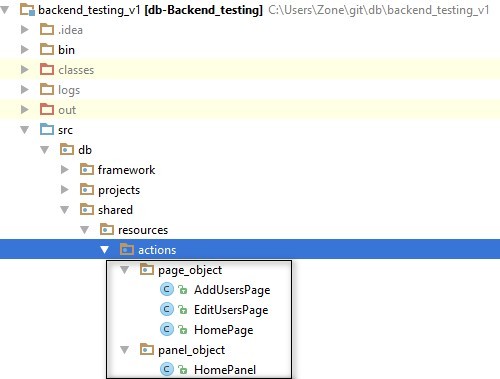 backend_testing_v1 [db-Backend_testing] C:\Users\Zone\git\db\backend_testing_v1
.idea
bin
classes
logs
out
src
db
framework
projects
shared
resources
actions
page_object
C AddUsersPage
C EditUsersPage
C HomePage
panel_object
C HomePanel